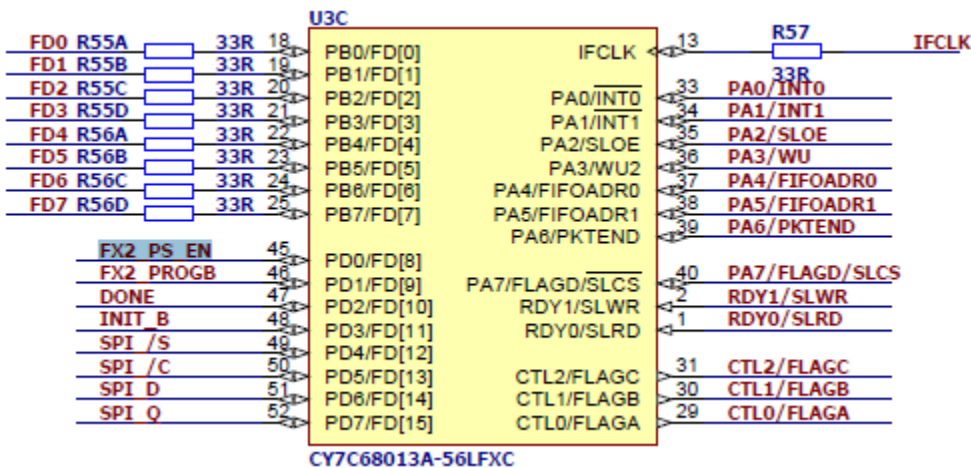 U3C
FD0 R55A 33R 18 PB0/FD[0]
FD1 R55B 33R 19 PB1/FD[1]
FD2 R55C 33R 20 PB2/FD[2]
FD3 R55D 33R 21 PB3/FD[3]
FD4 R56A 33R 22 PB4/FD[4]
FD5 R56B 33R 23 PB5/FD[5]
FD6 R56C 33R 24 PB6/FD[6]
FD7 R56D 33R 25 PB7/FD[7]
FX2_PS_EN 45 PD0/FD[8]
FX2_PROGB 46 PD1/FD[9]
DONE 47 PD2/FD[10]
INIT_B 48 PD3/FD[11]
SPI_/S 49 PD4/FD[12]
SPI_/C 50 PD5/FD[13]
SPI_D 51 PD6/FD[14]
SPI_Q 52 PD7/FD[15]
IFCLK 13 R57 IFCLK
33R
PA0/INT0 33 PA0/INT0
PA1/INT1 34 PA1/INT1
PA2/SLOE 35 PA2/SLOE
PA3/WU2 36 PA3/WU
PA4/FIFOADR0 37 PA4/FIFOADR0
PA5/FIFOADR1 38 PA5/FIFOADR1
PA6/PKTEND 39 PA6/PKTEND
PA7/FLAGD/SLCS 40 PA7/FLAGD/SLCS
RDY1/SLWR 2 RDY1/SLWR
RDY0/SLRD 1 RDY0/SLRD
CTL2/FLAGC 31 CTL2/FLAGC
CTL1/FLAGB 30 CTL1/FLAGB
CTL0/FLAGA 29 CTL0/FLAGA
CY7C68013A-56LFXC